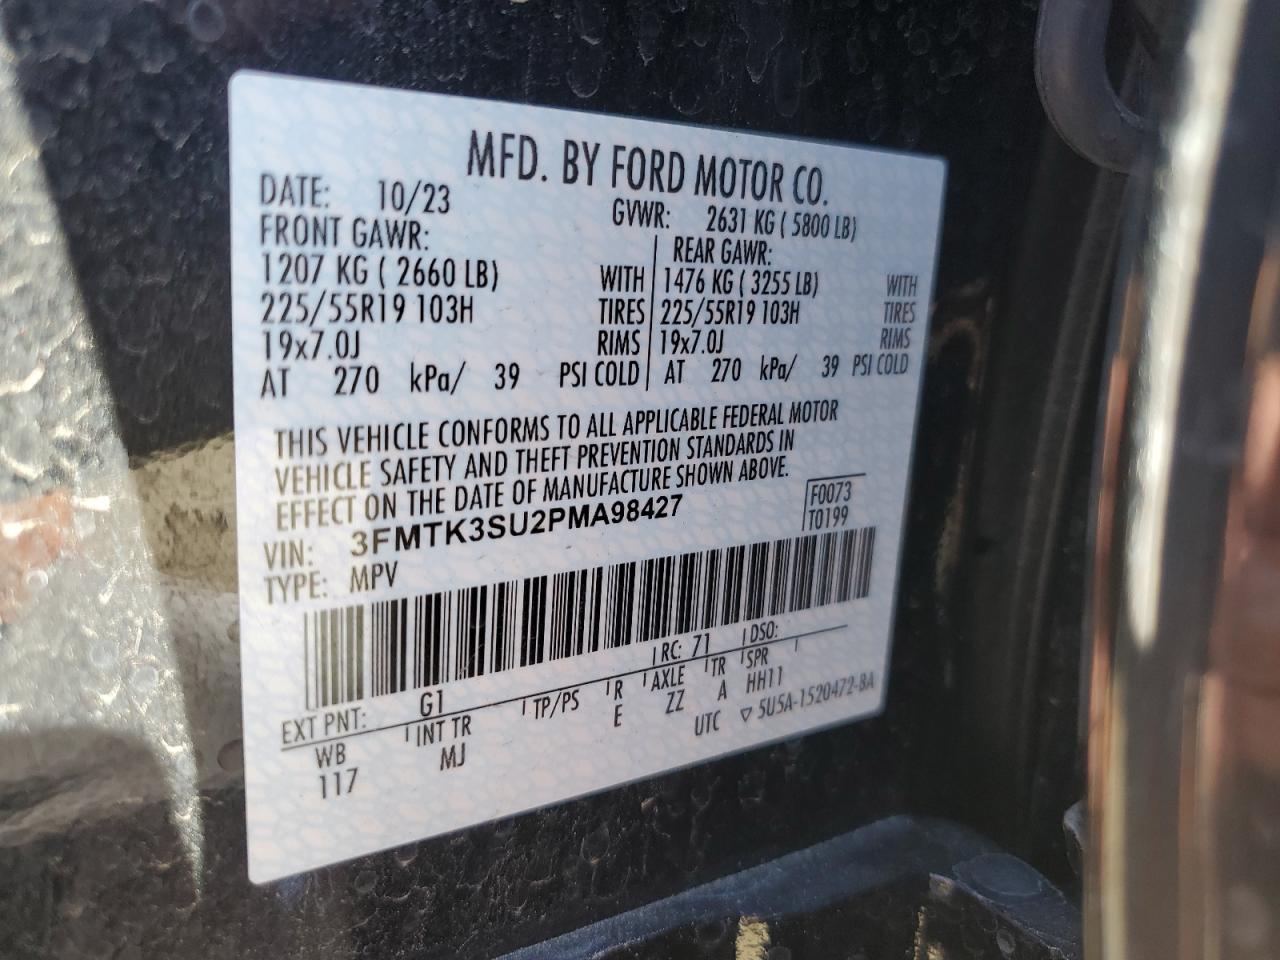 MFD. BY FORD MOTOR CO.
DATE: 10/23 GVWR: 2631 KG ( 5800 LB)
FRONT GAWR: REAR GAWR:
1207 KG ( 2660 LB) WITH 1476 KG ( 3255 LB) WITH
225/55R19 103H TIRES 225/55R19 103H TIRES
19x7.0J RIMS 19x7.0J RIMS
AT 270 kPa/ 39 PSI COLD AT 270 kPa/ 39 PSI COLD
THIS VEHICLE CONFORMS TO ALL APPLICABLE FEDERAL MOTOR
VEHICLE SAFETY AND THEFT PREVENTION STANDARDS IN
EFFECT ON THE DATE OF MANUFACTURE SHOWN ABOVE.
VIN: 3FMTK3SU2PMA98427 F0073
TYPE: MPV T0199
EXT PNT: G1 RC: 71 DSO:
WB INT TR TP/PS R AXLE TR SPR
117 MJ E ZZ A HH11
UTC ▽ 5U5A-1520472-BA